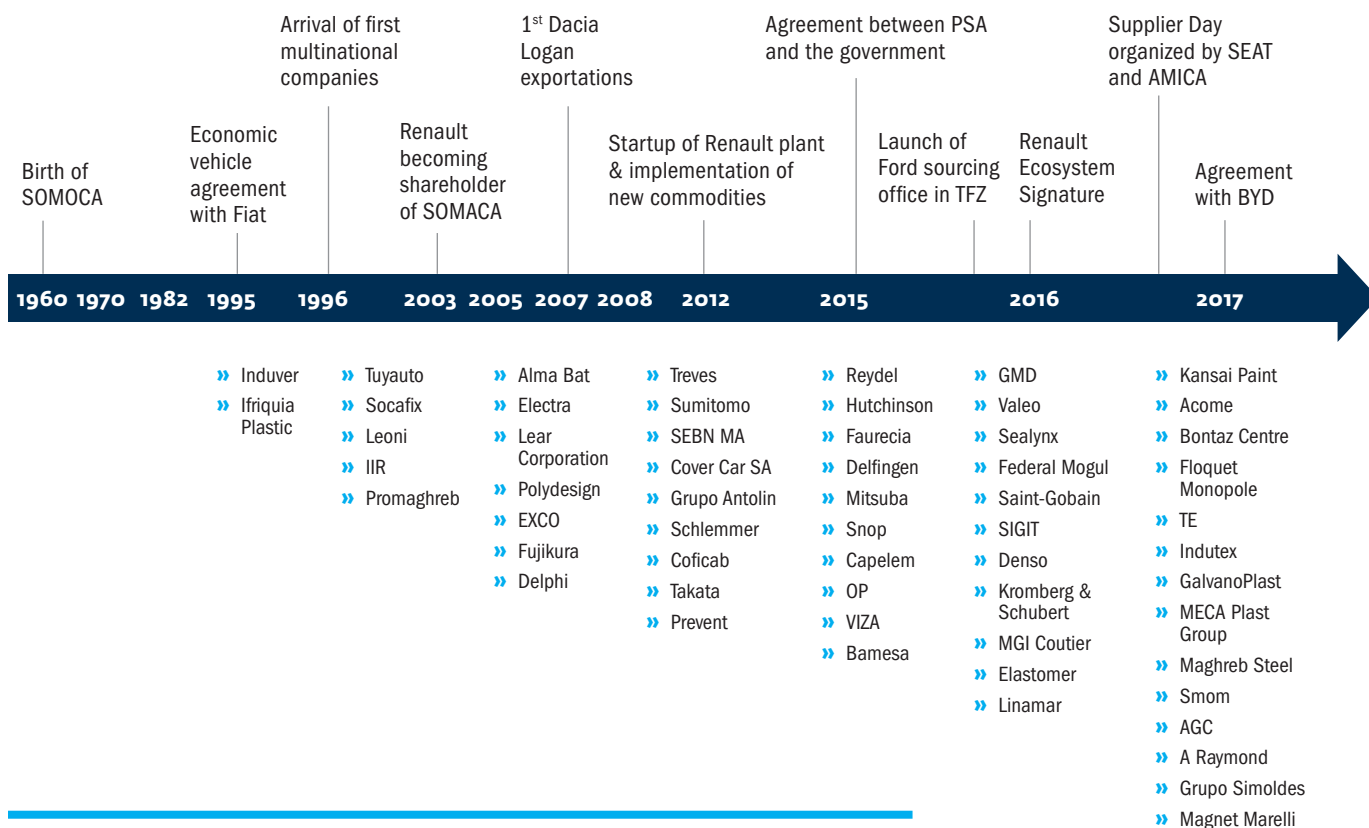 Arrival of first
multinational
companies
1st Dacia
Logan
exportations
Agreement between PSA
and the government
Supplier Day
organized by SEAT
and AMICA
Birth of
SOMOCA
Economic
vehicle
agreement
with Fiat
Renault
becoming
shareholder
of SOMACA
Startup of Renault plant
& implementation of
new commodities
Launch of
Ford sourcing
office in TFZ
Renault
Ecosystem
Signature
Agreement
with BYD
1960 1970 1982 1995 1996 2003 2005 2007 2008 2012 2015 2016 2017
» Induver
» Ifriquia
Plastic
» Tuyauto
» Socafix
» Leoni
» IIR
» Promaghreb
» Alma Bat
» Electra
» Lear
Corporation
» Polydesign
» EXCO
» Fujikura
» Delphi
» Treves
» Sumitomo
» SEBN MA
» Cover Car SA
» Grupo Antolin
» Schlemmer
» Coficab
» Takata
» Prevent
» Reydel
» Hutchinson
» Faurecia
» Delfingen
» Mitsuba
» Snop
» Capelem
» OP
» VIZA
» Bamesa
» GMD
» Valeo
» Sealynx
» Federal Mogul
» Saint-Gobain
» SIGIT
» Denso
» Kromberg &
Schubert
» MGI Coutier
» Elastomer
» Linamar
» Kansai Paint
» Acome
» Bontaz Centre
» Floquet
Monopole
» TE
» Indutex
» GalvanoPlast
» MECA Plast
Group
» Maghreb Steel
» Smom
» AGC
» A Raymond
» Grupo Simoldes
» Magnet Marelli